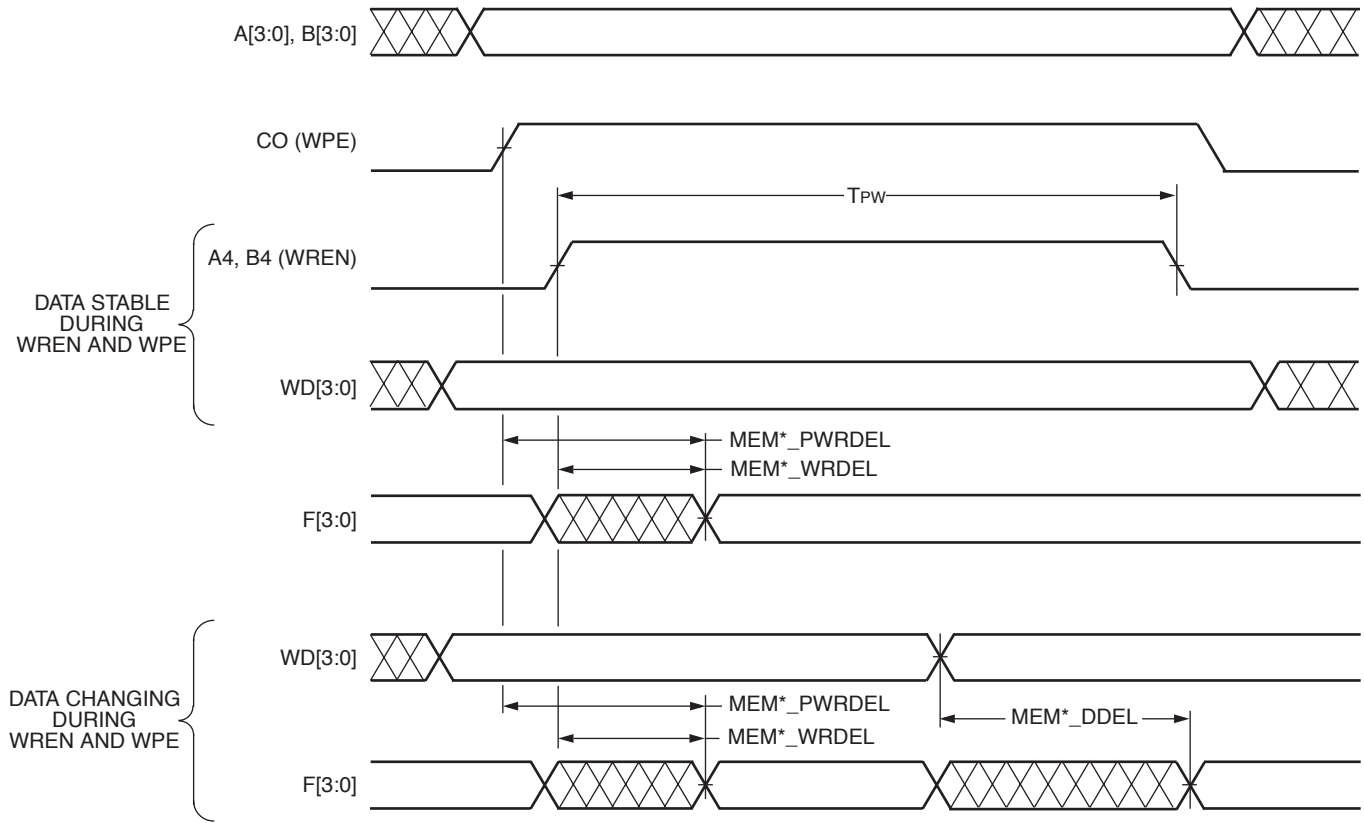 A[3:0], B[3:0]
CO (WPE)
TPW
A4, B4 (WREN)
DATA STABLE
DURING
WREN AND WPE
WD[3:0]
MEM*_PWRDEL
MEM*_WRDEL
F[3:0]
WD[3:0]
DATA CHANGING
DURING
WREN AND WPE
MEM*_PWRDEL
MEM*_DDEL
MEM*_WRDEL
F[3:0]